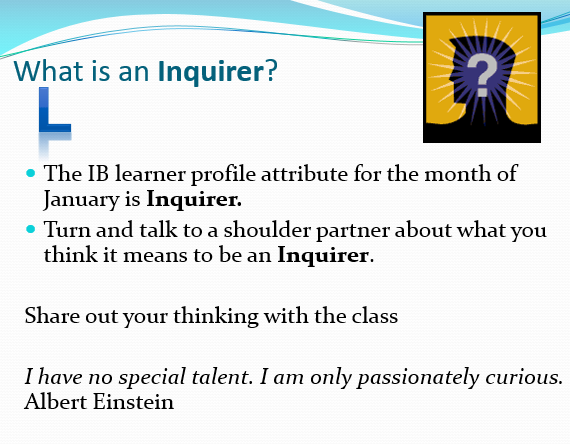 What is an Inquirer?
L
The IB learner profile attribute for the month of
January is Inquirer.
Turn and talk to a shoulder partner about what you
think it means to be an Inquirer.
Share out your thinking with the class
I have no special talent. I am only passionately curious.
Albert Einstein
?